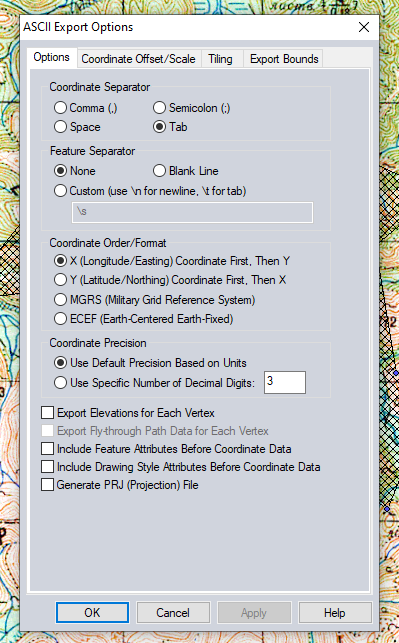 ASCII Export Options
Options
Coordinate Offset/Scale
Tiling
Export Bounds
Coordinate Separator
Comma (,)
Semicolon (;)
Space
Tab
Feature Separator
None
Blank Line
Custom (use \n for newline, \t for tab)
\s
Coordinate Order/Format
X (Longitude/Easting) Coordinate First, Then Y
Y (Latitude/Northing) Coordinate First, Then X
MGRS (Military Grid Reference System)
ECEF (Earth-Centered Earth-Fixed)
Coordinate Precision
Use Default Precision Based on Units
Use Specific Number of Decimal Digits:
3
Export Elevations for Each Vertex
Export Fly-through Path Data for Each Vertex
Include Feature Attributes Before Coordinate Data
Include Drawing Style Attributes Before Coordinate Data
Generate PRJ (Projection) File
OK
Cancel
Apply
Help